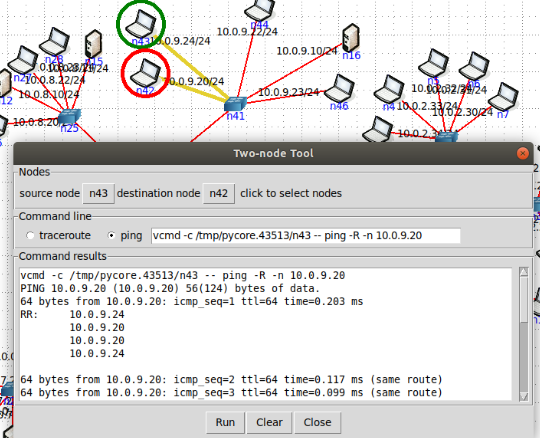 n44
n43
10.0.9.24/24
10.0.9.22/24
n28
n15
10.0.9.10/24
n16
n27
n42
10.0.9.20/24
n12
10.0.8.22/24
10.0.8.10/24
10.0.9.23/24
n46
n4
n41
10.0.2.30/24
n7
10.0.2.33/24
10.0.8.20/
n25
Two-node Tool
Nodes
source node n43 destination node n42 click to select nodes
Command line
traceroute ping vcmd -c /tmp/pycore.43513/n43 -- ping -R -n 10.0.9.20
Command results
vcmd -c /tmp/pycore.43513/n43 -- ping -R -n 10.0.9.20
PING 10.0.9.20 (10.0.9.20) 56(124) bytes of data.
64 bytes from 10.0.9.20: icmp_seq=1 ttl=64 time=0.203 ms
RR: 10.0.9.24
10.0.9.20
10.0.9.20
10.0.9.24
64 bytes from 10.0.9.20: icmp_seq=2 ttl=64 time=0.117 ms (same route)
64 bytes from 10.0.9.20: icmp_seq=3 ttl=64 time=0.099 ms (same route)
Run Clear Close